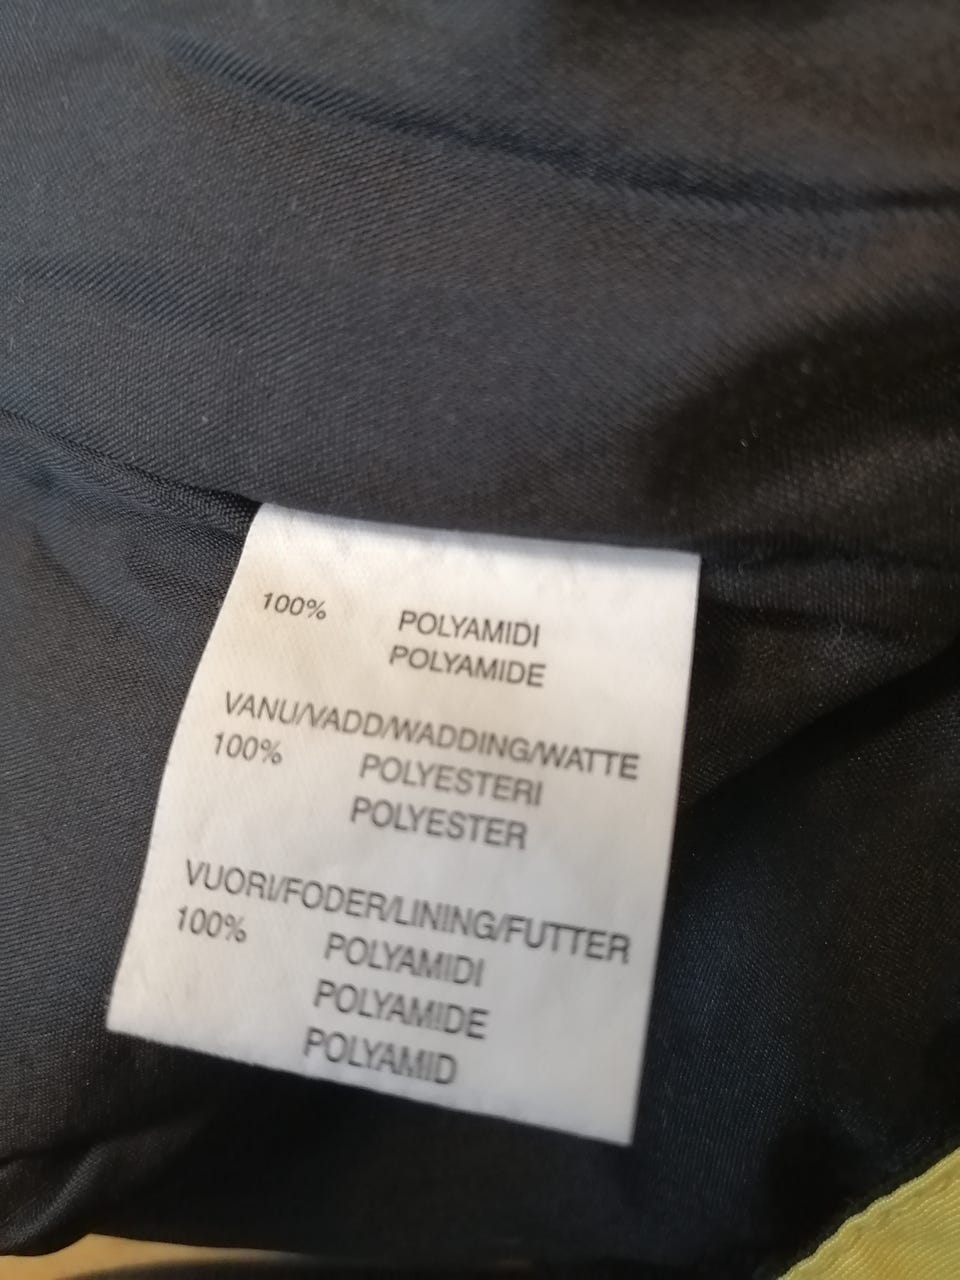 100% POLYAMIDI
POLYAMIDE
VANU/VADD/WADDING/WATTE
100% POLYESTERI
POLYESTER
VUORI/FODER/LINING/FUTTER
100% POLYAMIDI
POLYAMIDE
POLYAMID